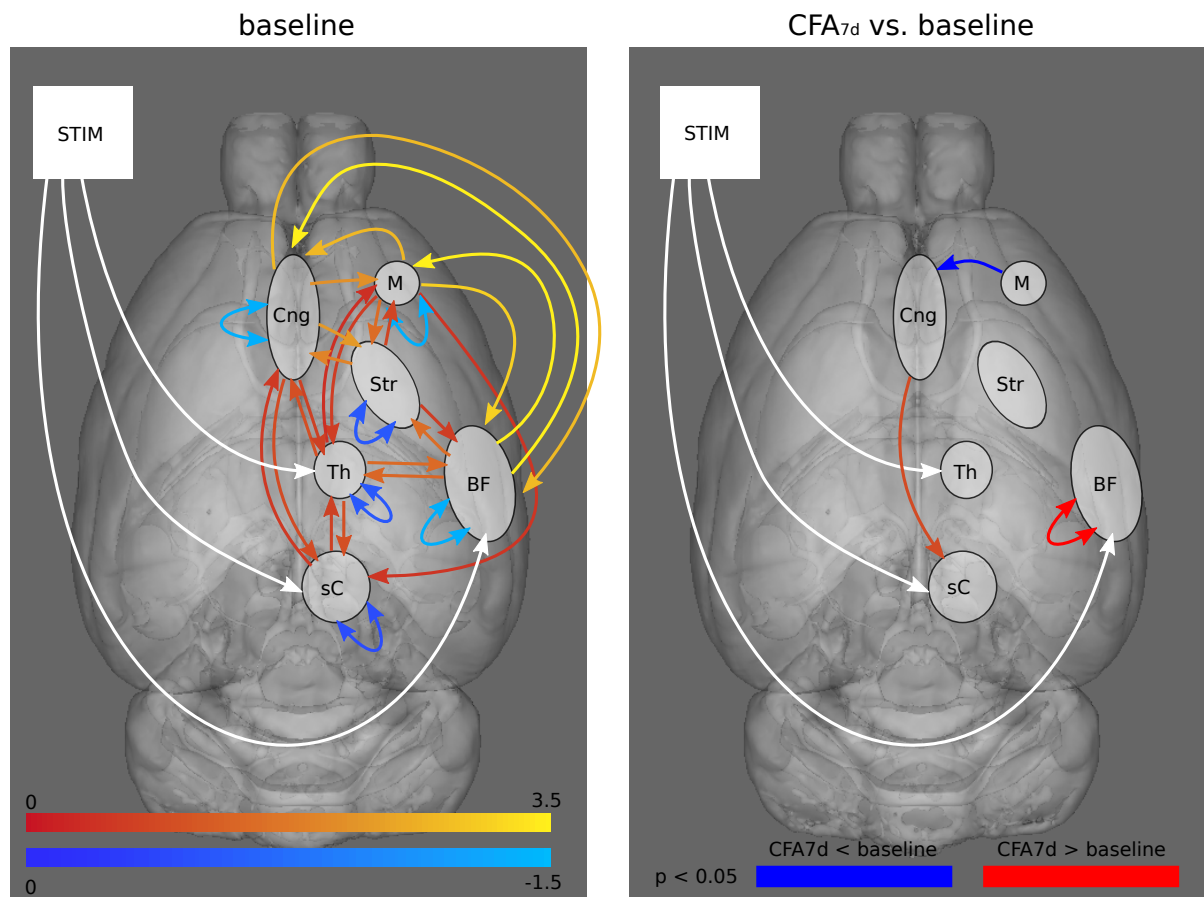 baseline
STIM
M
Cng
Str
Th
BF
sC
0
3.5
0
-1.5
CFA7d vs. baseline
STIM
M
Cng
Str
Th
BF
sC
CFA7d < baseline
CFA7d > baseline
p < 0.05